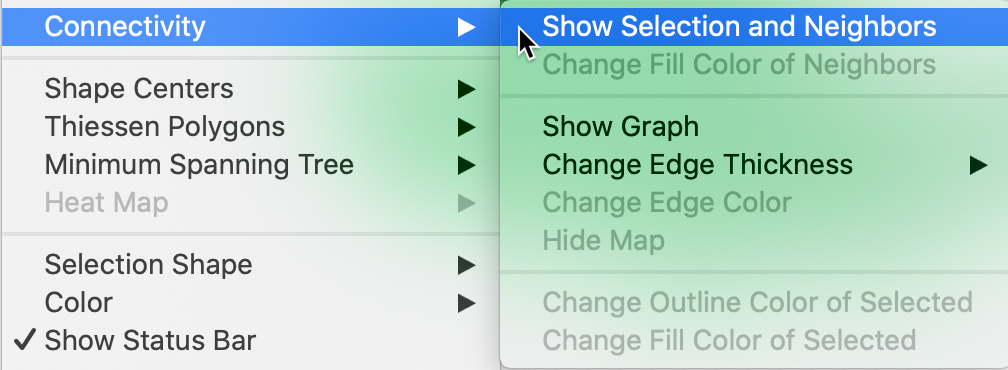 Connectivity
Shape Centers
Thiessen Polygons
Minimum Spanning Tree
Heat Map
Selection Shape
Color
Show Status Bar
Show Selection and Neighbors
Change Fill Color of Neighbors
Show Graph
Change Edge Thickness
Change Edge Color
Hide Map
Change Outline Color of Selected
Change Fill Color of Selected